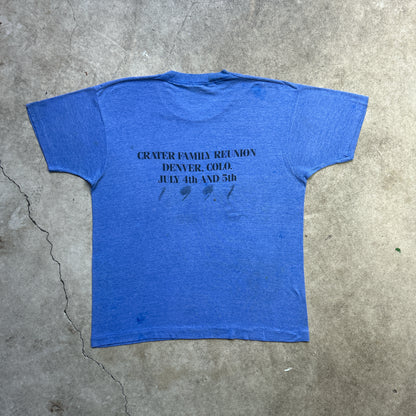 CRATER FAMILY REUNION
DENVER, COLO.
JULY 4th AND 5th